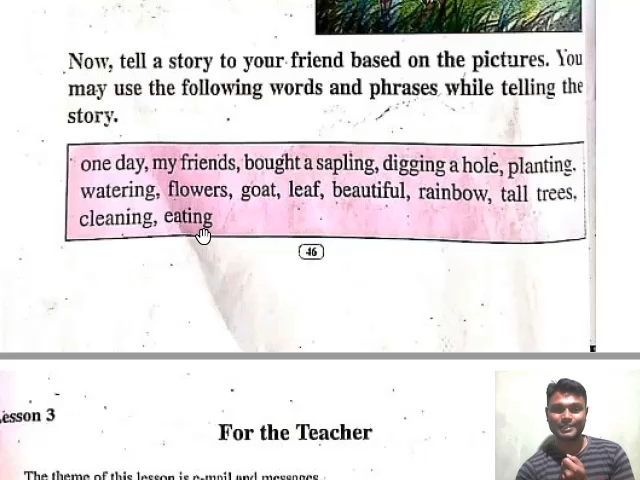 Now, tell a story to your friend based on the pictures. You
may use the following words and phrases while telling the
story.
one day, my friends, bought a sapling, digging a hole, planting,
watering, flowers, goat, leaf, beautiful, rainbow, tall trees,
cleaning, eating
46
Lesson 3
For the Teacher
The theme of this lesson is e-mail and messages